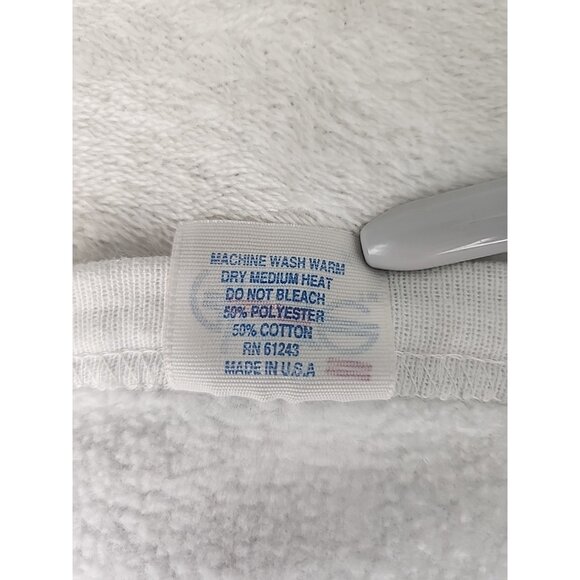 MACHINE WASH WARM
DRY MEDIUM HEAT
DO NOT BLEACH
50% POLYESTER
50% COTTON
RN 61243
MADE IN U.S.A